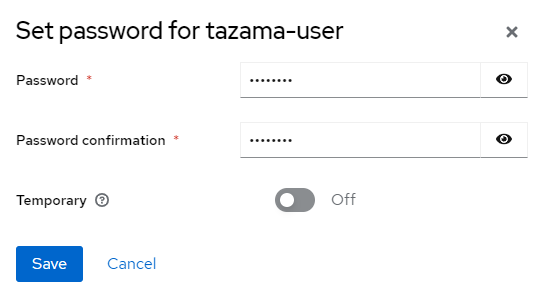 Set password for tazama-user
Password *
••••••••
Password confirmation *
••••••••
Temporary
Off
Save Cancel